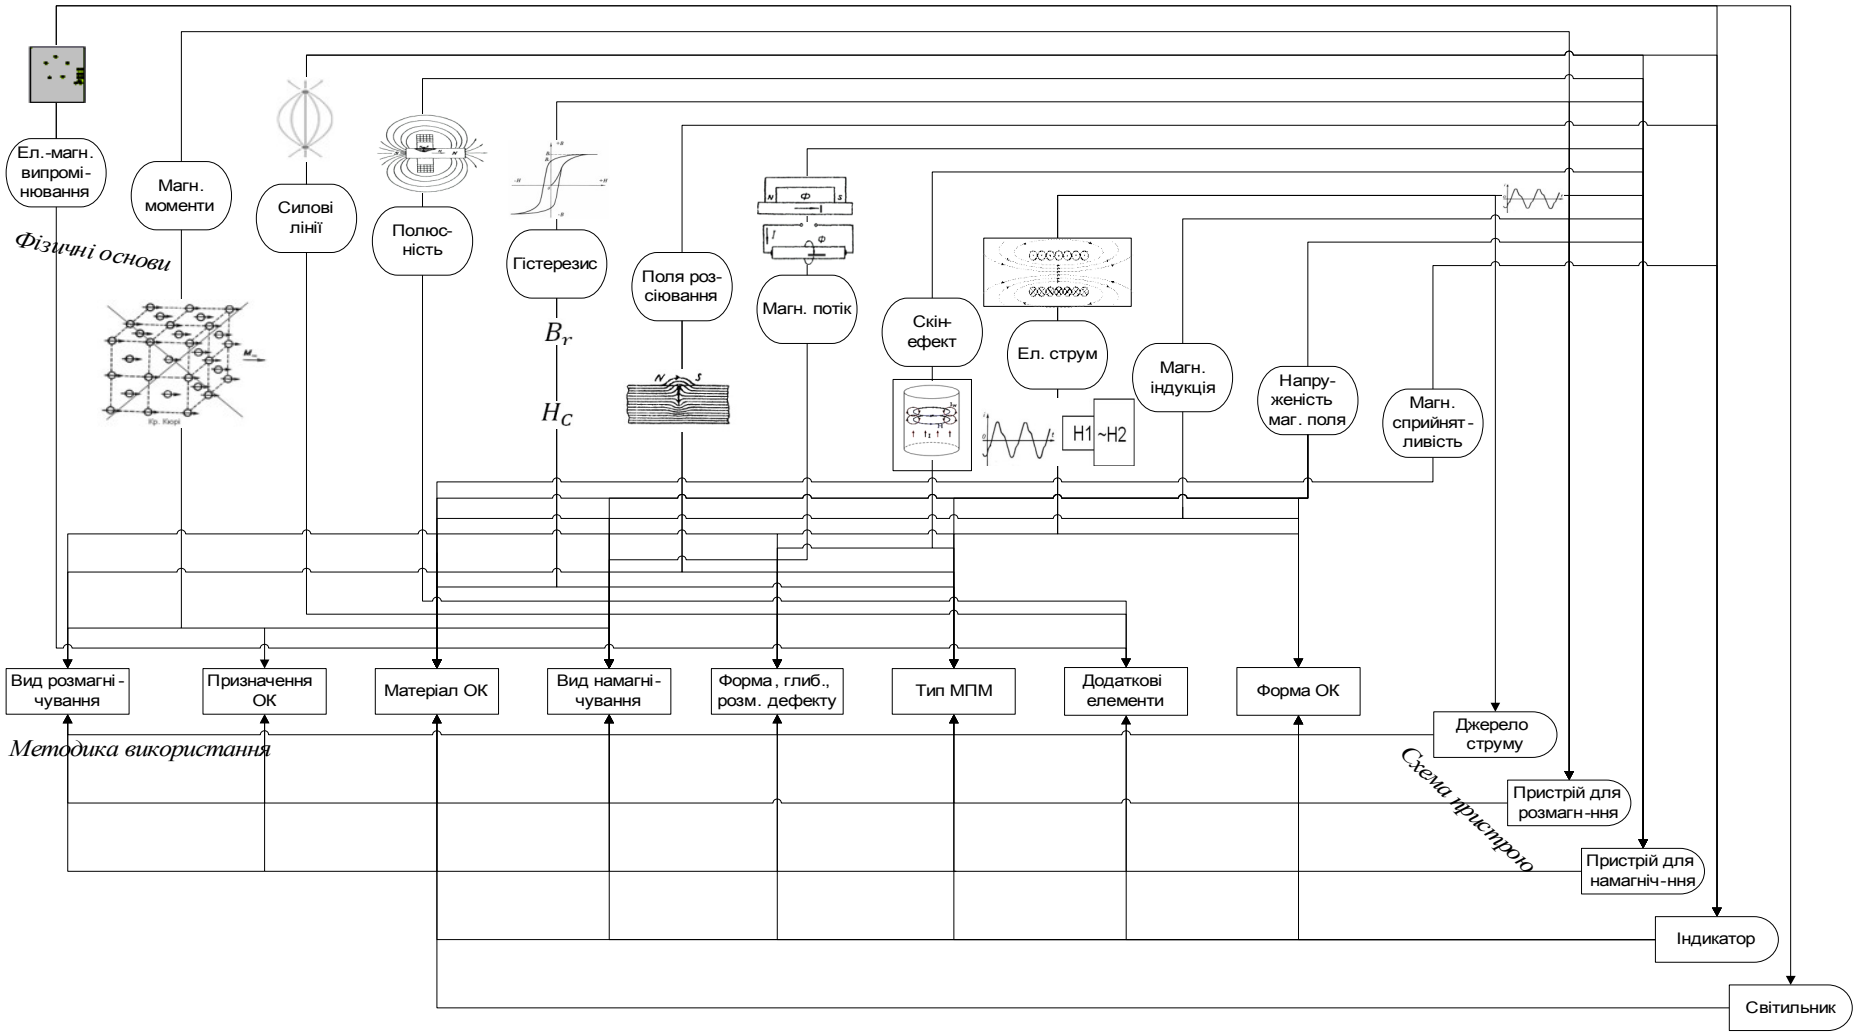 Ел.-магн.
випромі-
нювання
Магн.
моменти
Силові
лінії
Полюс-
ність
Гістерезис
Поля роз-
сіювання
Магн. потік
Скін-
ефект
Ел. струм
Магн.
індукція
Напру-
женість
маг. поля
Магн.
сприйнят-
ливість
Фізичні основи
B_r
H_C
N S
Ф
I
Ф
N S
H1 ~H2
Кр. Кюрі
Вид розмагні-
чування
Призначення
ОК
Матеріал ОК
Вид намагні-
чування
Форма, глиб.,
розм. дефекту
Тип МПМ
Додаткові
елементи
Форма ОК
Методика використання
Джерело
струму
Схема пристрою
Пристрій для
розмагн-ння
Пристрій для
намагніч-ння
Індикатор
Світильник